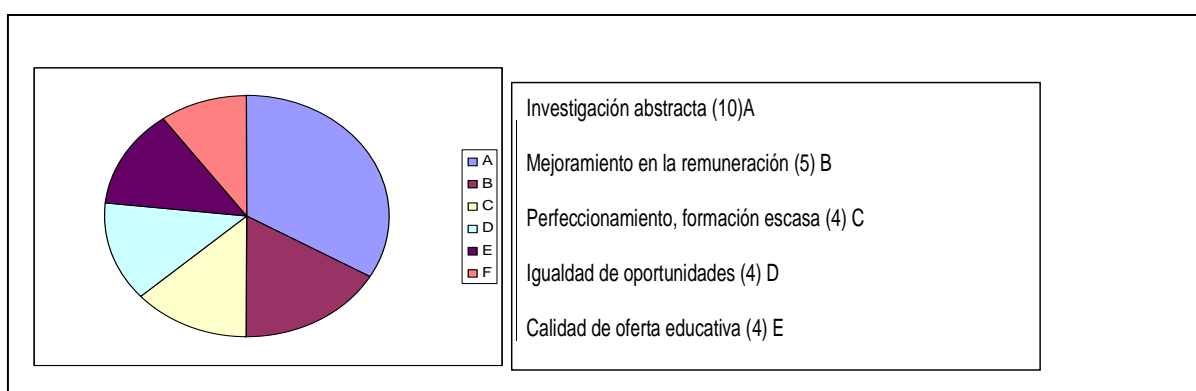 A
B
C
D
E
F
Investigación abstracta (10)A
Mejoramiento en la remuneración (5) B
Perfeccionamiento, formación escasa (4) C
Igualdad de oportunidades (4) D
Calidad de oferta educativa (4) E